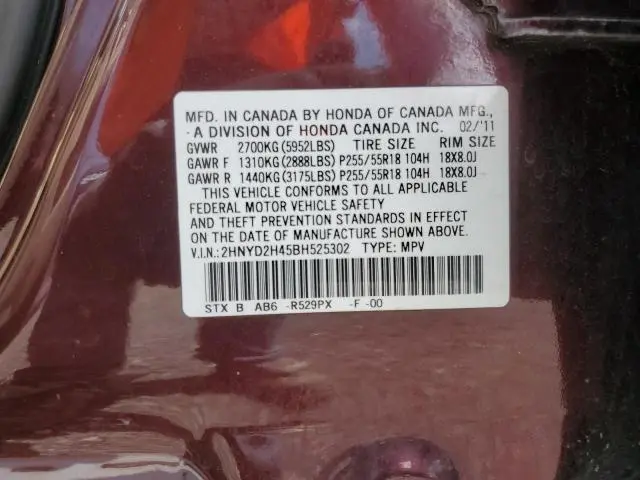 MFD. IN CANADA BY HONDA OF CANADA MFG.,
A DIVISION OF HONDA CANADA INC. 02/'11
GVWR 2700KG (5952LBS) TIRE SIZE RIM SIZE
GAWR F 1310KG (2888LBS) P255/55R18 104H 18X8.0J
GAWR R 1440KG (3175LBS) P255/55R18 104H 18X8.0J
THIS VEHICLE CONFORMS TO ALL APPLICABLE
FEDERAL MOTOR VEHICLE SAFETY
AND THEFT PREVENTION STANDARDS IN EFFECT
ON THE DATE OF MANUFACTURE SHOWN ABOVE.
V.I.N.: 2HNYD2H45BH525302 TYPE: MPV
STX B AB6 -R529PX -F -00